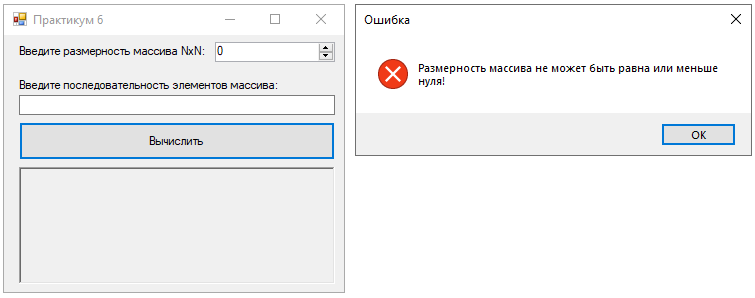 Практикум 6
Введите размерность массива NxN:
0
Введите последовательность элементов массива:
Вычислить
Ошибка
Размерность массива не может быть равна или меньше
нуля!
OK